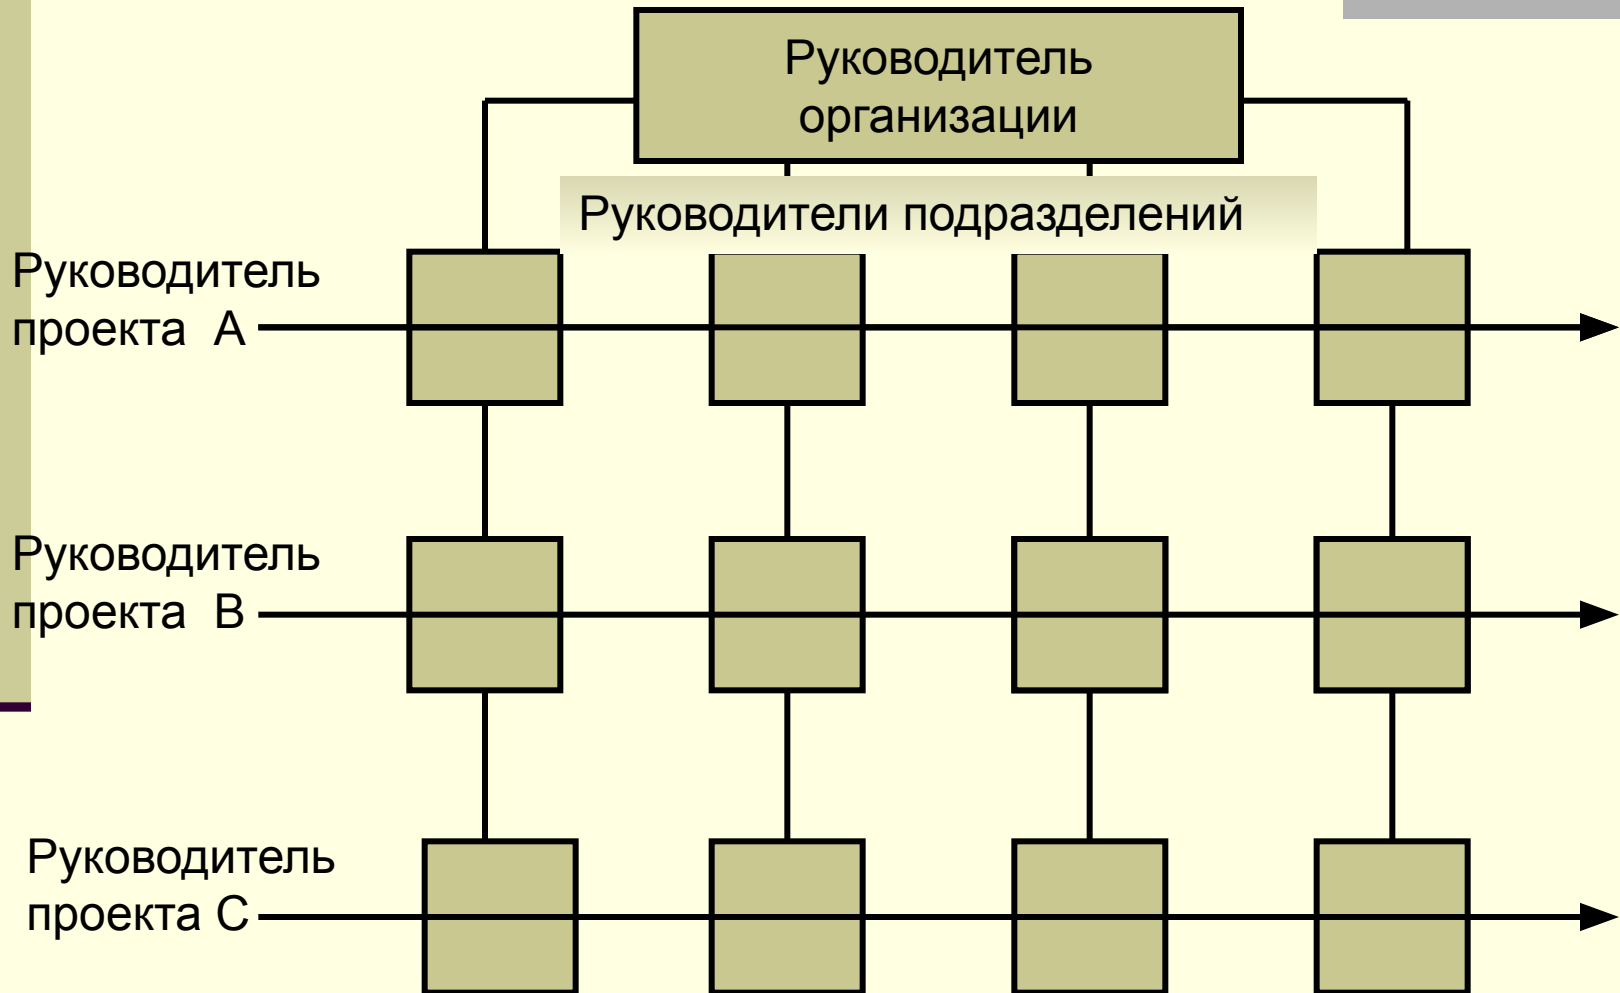 Руководитель
организации
Руководители подразделений
Руководитель
проекта А
Руководитель
проекта В
Руководитель
проекта С